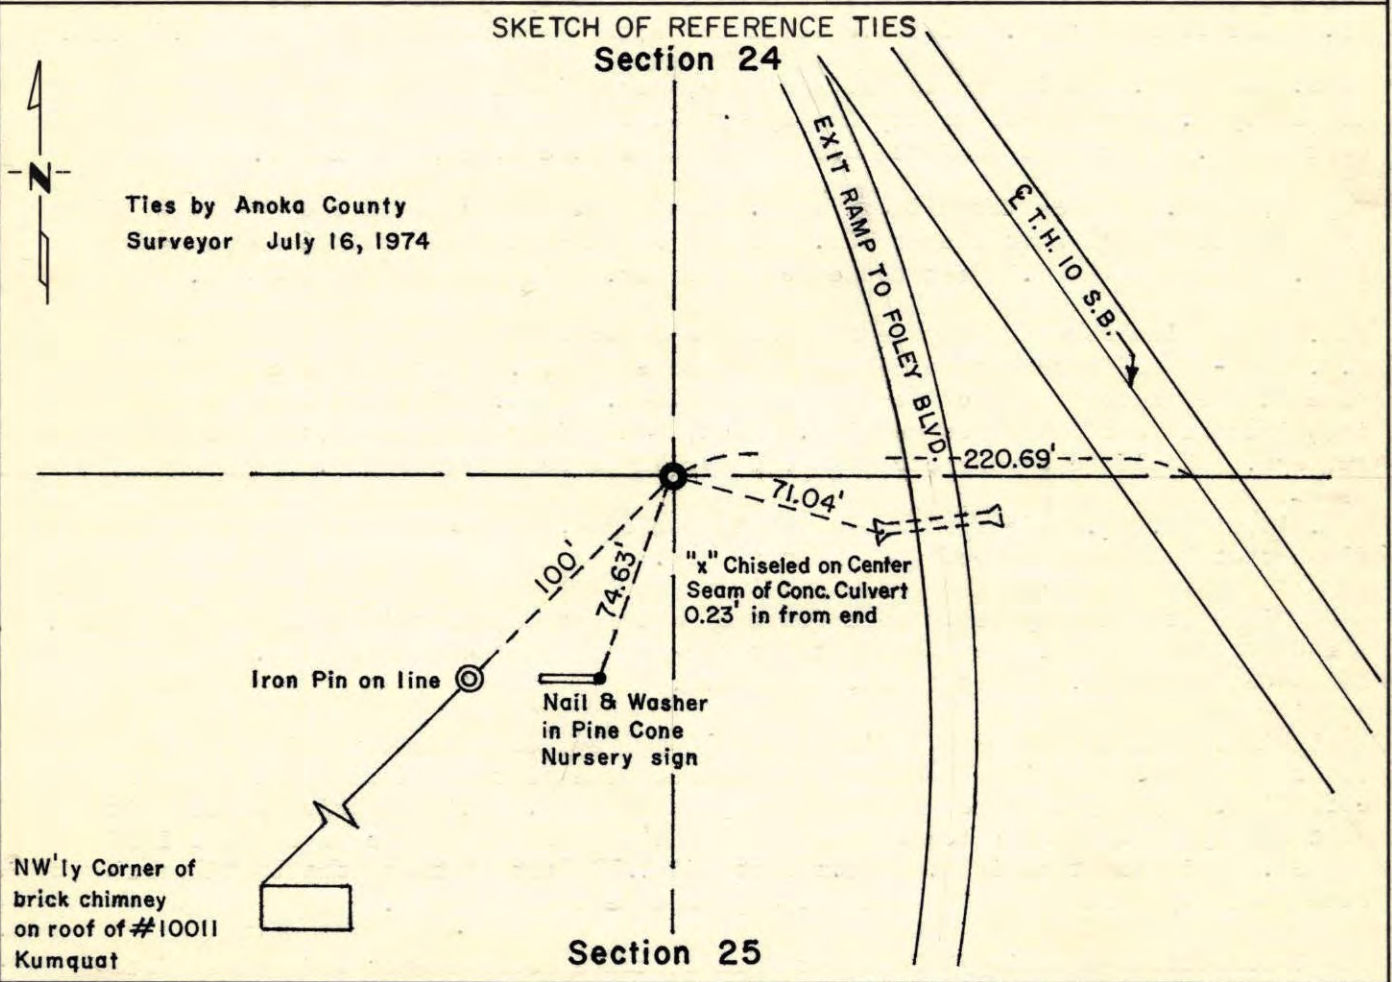 SKETCH OF REFERENCE TIES
Section 24
N
Ties by Anoka County
Surveyor July 16, 1974
EXIT RAMP TO FOLEY BLVD.
℄ T.H. 10 S.B.
220.69'
71.04'
100'
74.63'
"x" Chiseled on Center
Seam of Conc. Culvert
0.23' in from end
Iron Pin on line
Nail & Washer
in Pine Cone
Nursery sign
NW'ly Corner of
brick chimney
on roof of #10011
Kumquat
Section 25